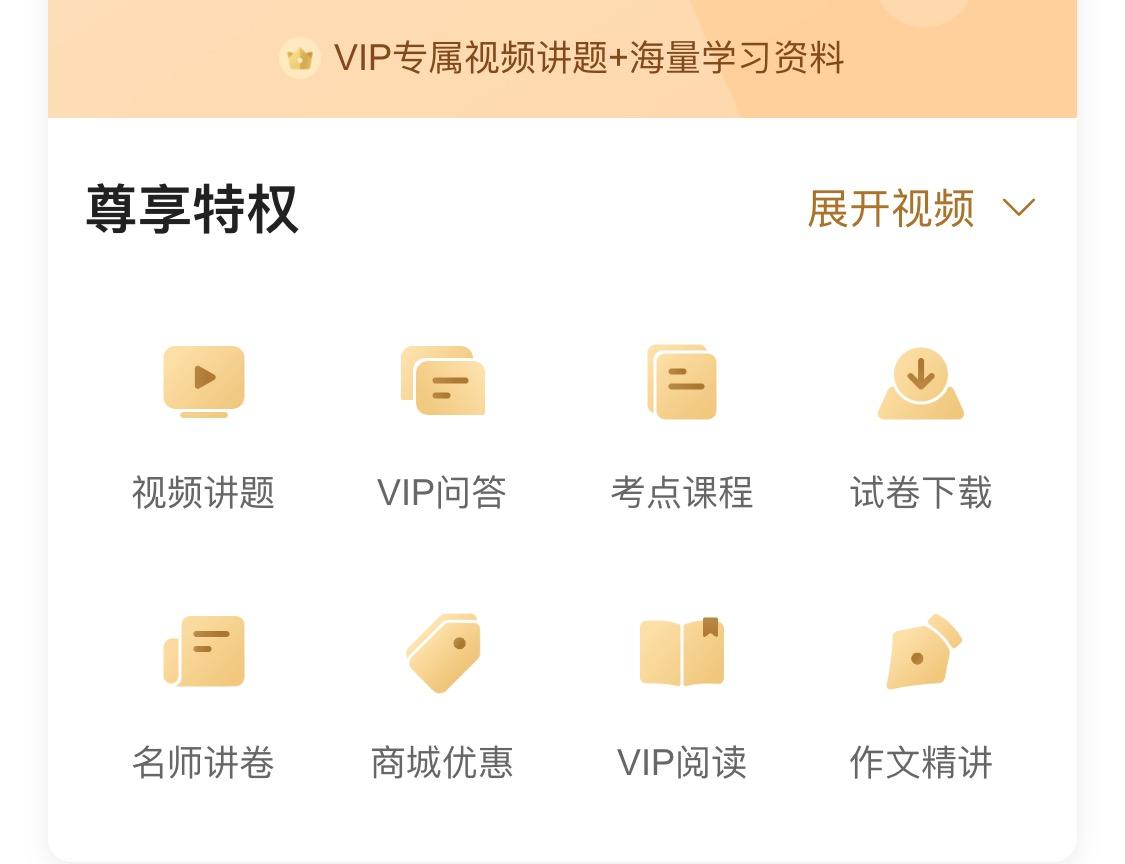 VIP专属视频讲题+海量学习资料
尊享特权 展开视频
视频讲题 VIP问答 考点课程 试卷下载
名师讲卷 商城优惠 VIP阅读 作文精讲